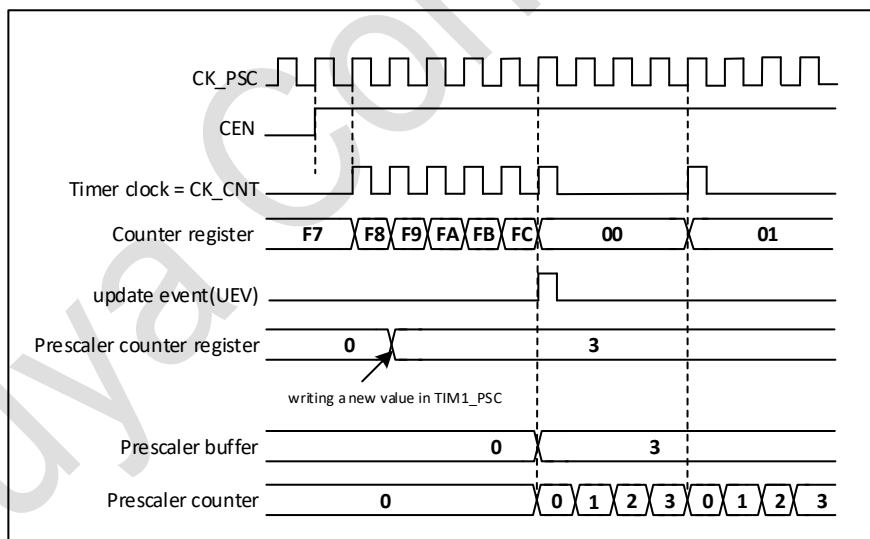 CK_PSC
CEN
Timer clock = CK_CNT
Counter register F7 F8 F9 FA FB FC 00 01
update event(UEV)
Prescaler counter register 0 3
writing a new value in TIM1_PSC
Prescaler buffer 0 3
Prescaler counter 0 0 1 2 3 0 1 2 3